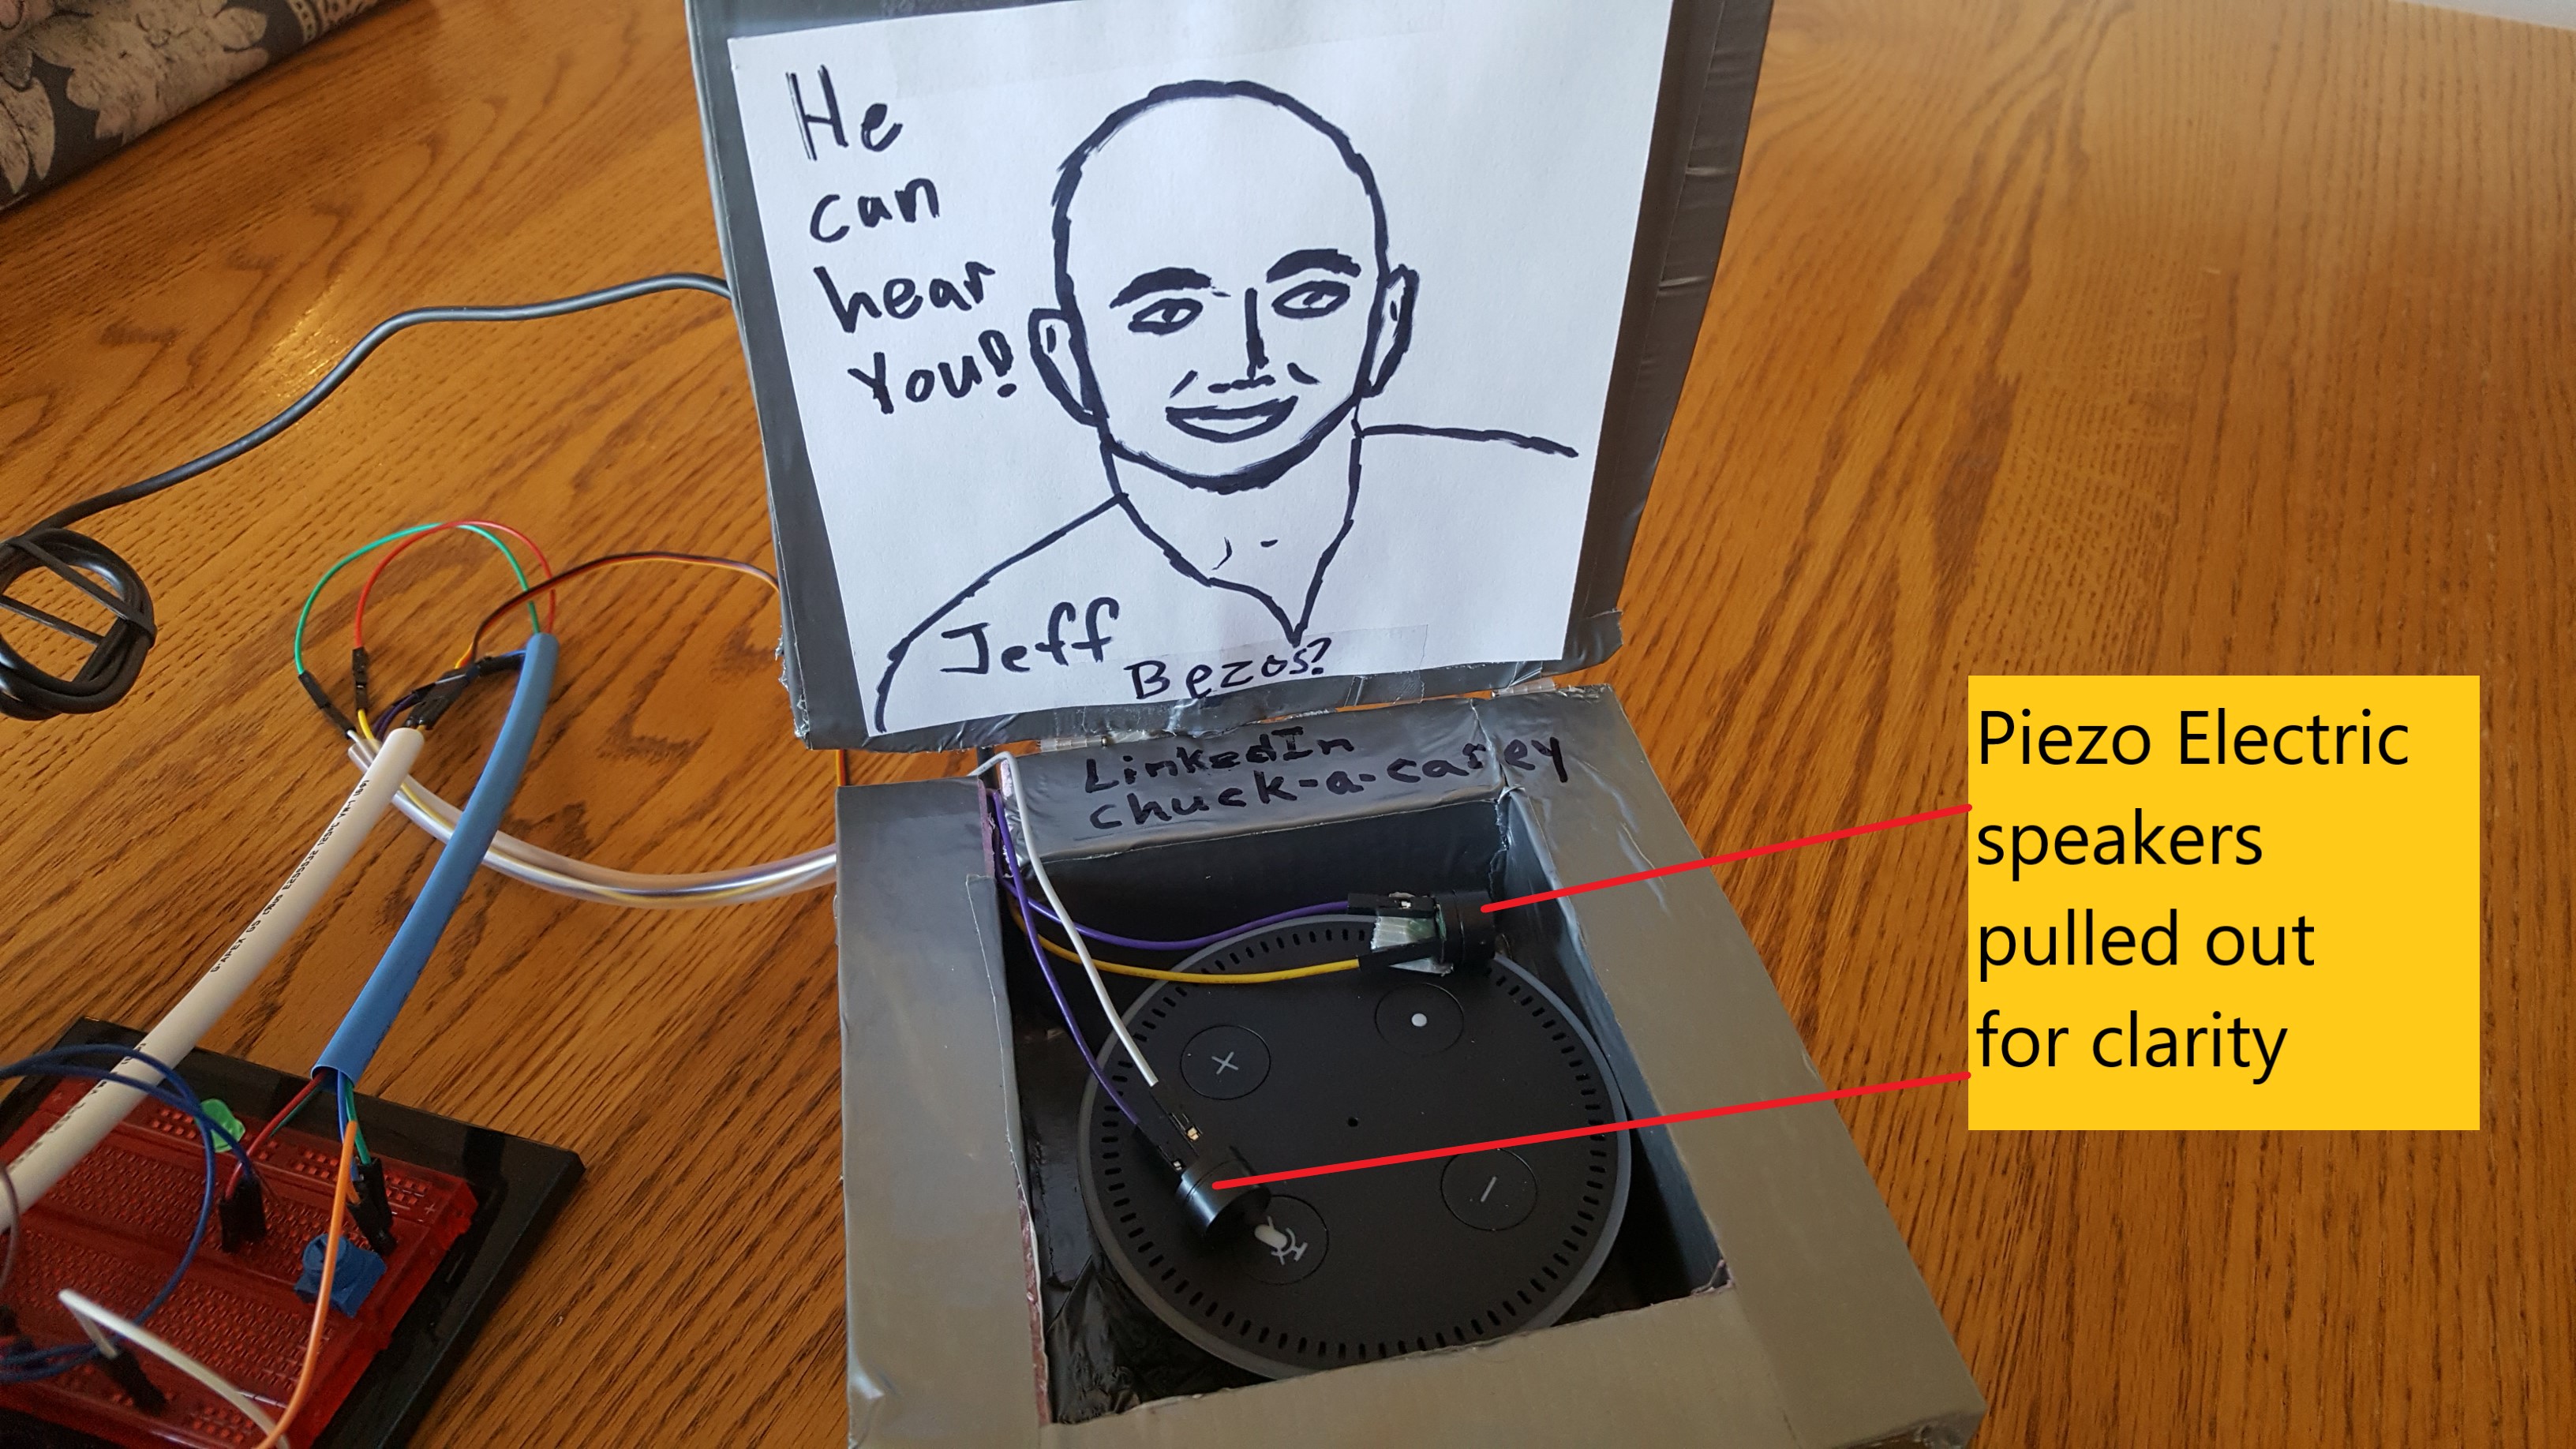 He
can
hear
You!
Jeff
Bezos?
LinkedIn
chuck-a-carey
Piezo Electric
speakers
pulled out
for clarity